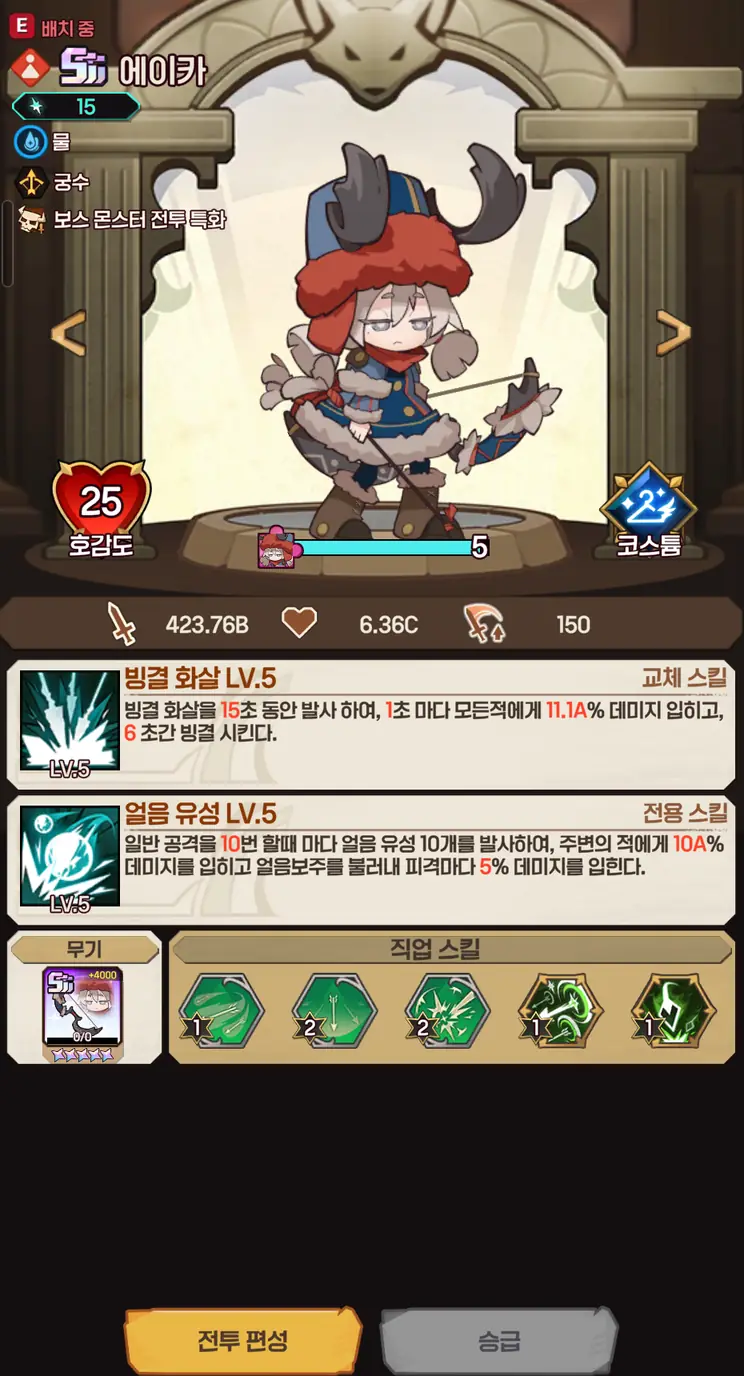 E 배치 중
Sii 에이카
15
물
궁수
보스 몬스터 전투 특화
25
호감도
코스튬
5
423.76B
6.36C
150
빙결 화살 LV.5
교체 스킬
빙결 화살을 15초 동안 발사 하여, 1초 마다 모든적에게 11.1A% 데미지 입히고,
6 초간 빙결 시킨다.
LV.5
얼음 유성 LV.5
전용 스킬
일반 공격을 10번 할때 마다 얼음 유성 10개를 발사하여, 주변의 적에게 10A%
데미지를 입히고 얼음보주를 불러내 피격마다 5% 데미지를 입힌다.
LV.5
무기
직업 스킬
Sii +4000
0/0
1
2
2
1
1
전투 편성
승급